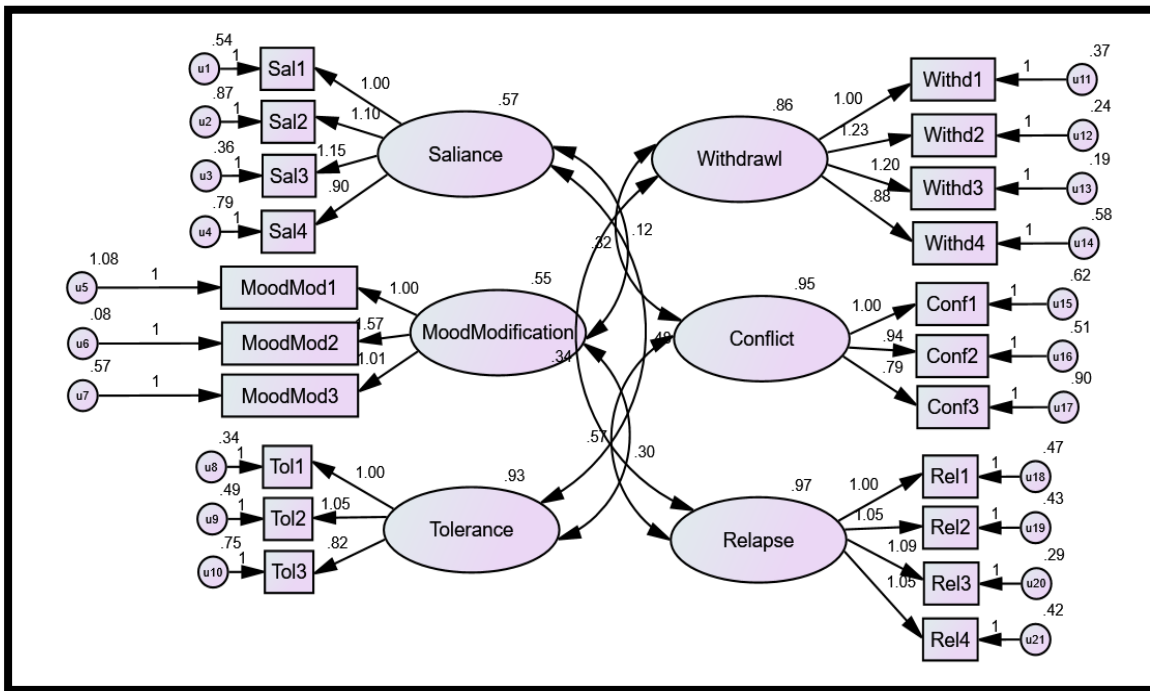 .54
u1
1
Sal1
1.00
.87
u2
1
Sal2
1.10
.36
u3
1
Sal3
1.15
.79
u4
1
Sal4
.90
.57
Saliance
1.08
u5
1
MoodMod1
1.00
.08
u6
1
MoodMod2
1.57
.57
u7
1
MoodMod3
1.01
.55
MoodModification
.34
u8
1
Tol1
1.00
.49
u9
1
Tol2
1.05
.75
u10
1
Tol3
.82
.93
Tolerance
.32
.12
.34
.57
.30
.86
Withdrawl
1.00
Withd1
1
.37
u11
1.23
Withd2
1
.24
u12
1.20
Withd3
1
.19
u13
.88
Withd4
1
.58
u14
.95
Conflict
1.00
Conf1
1
.62
u15
.94
Conf2
1
.51
u16
.79
Conf3
1
.90
u17
.97
Relapse
1.00
Rel1
1
.47
u18
1.05
Rel2
1
.43
u19
1.09
Rel3
1
.29
u20
1.05
Rel4
1
.42
u21